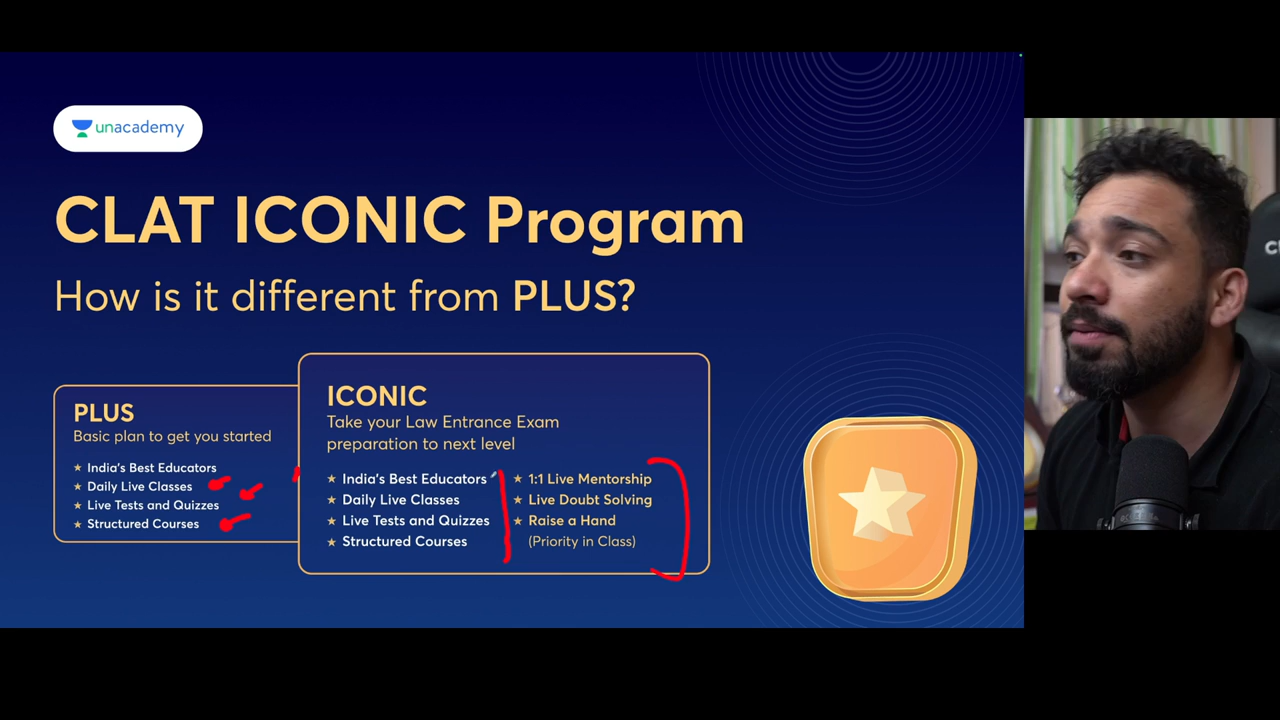 unacademy
CLAT ICONIC Program
How is it different from PLUS?
PLUS
Basic plan to get you started
★ India's Best Educators
★ Daily Live Classes
★ Live Tests and Quizzes
★ Structured Courses
ICONIC
Take your Law Entrance Exam
preparation to next level
★ India's Best Educators
★ Daily Live Classes
★ Live Tests and Quizzes
★ Structured Courses
★ 1:1 Live Mentorship
★ Live Doubt Solving
★ Raise a Hand
(Priority in Class)